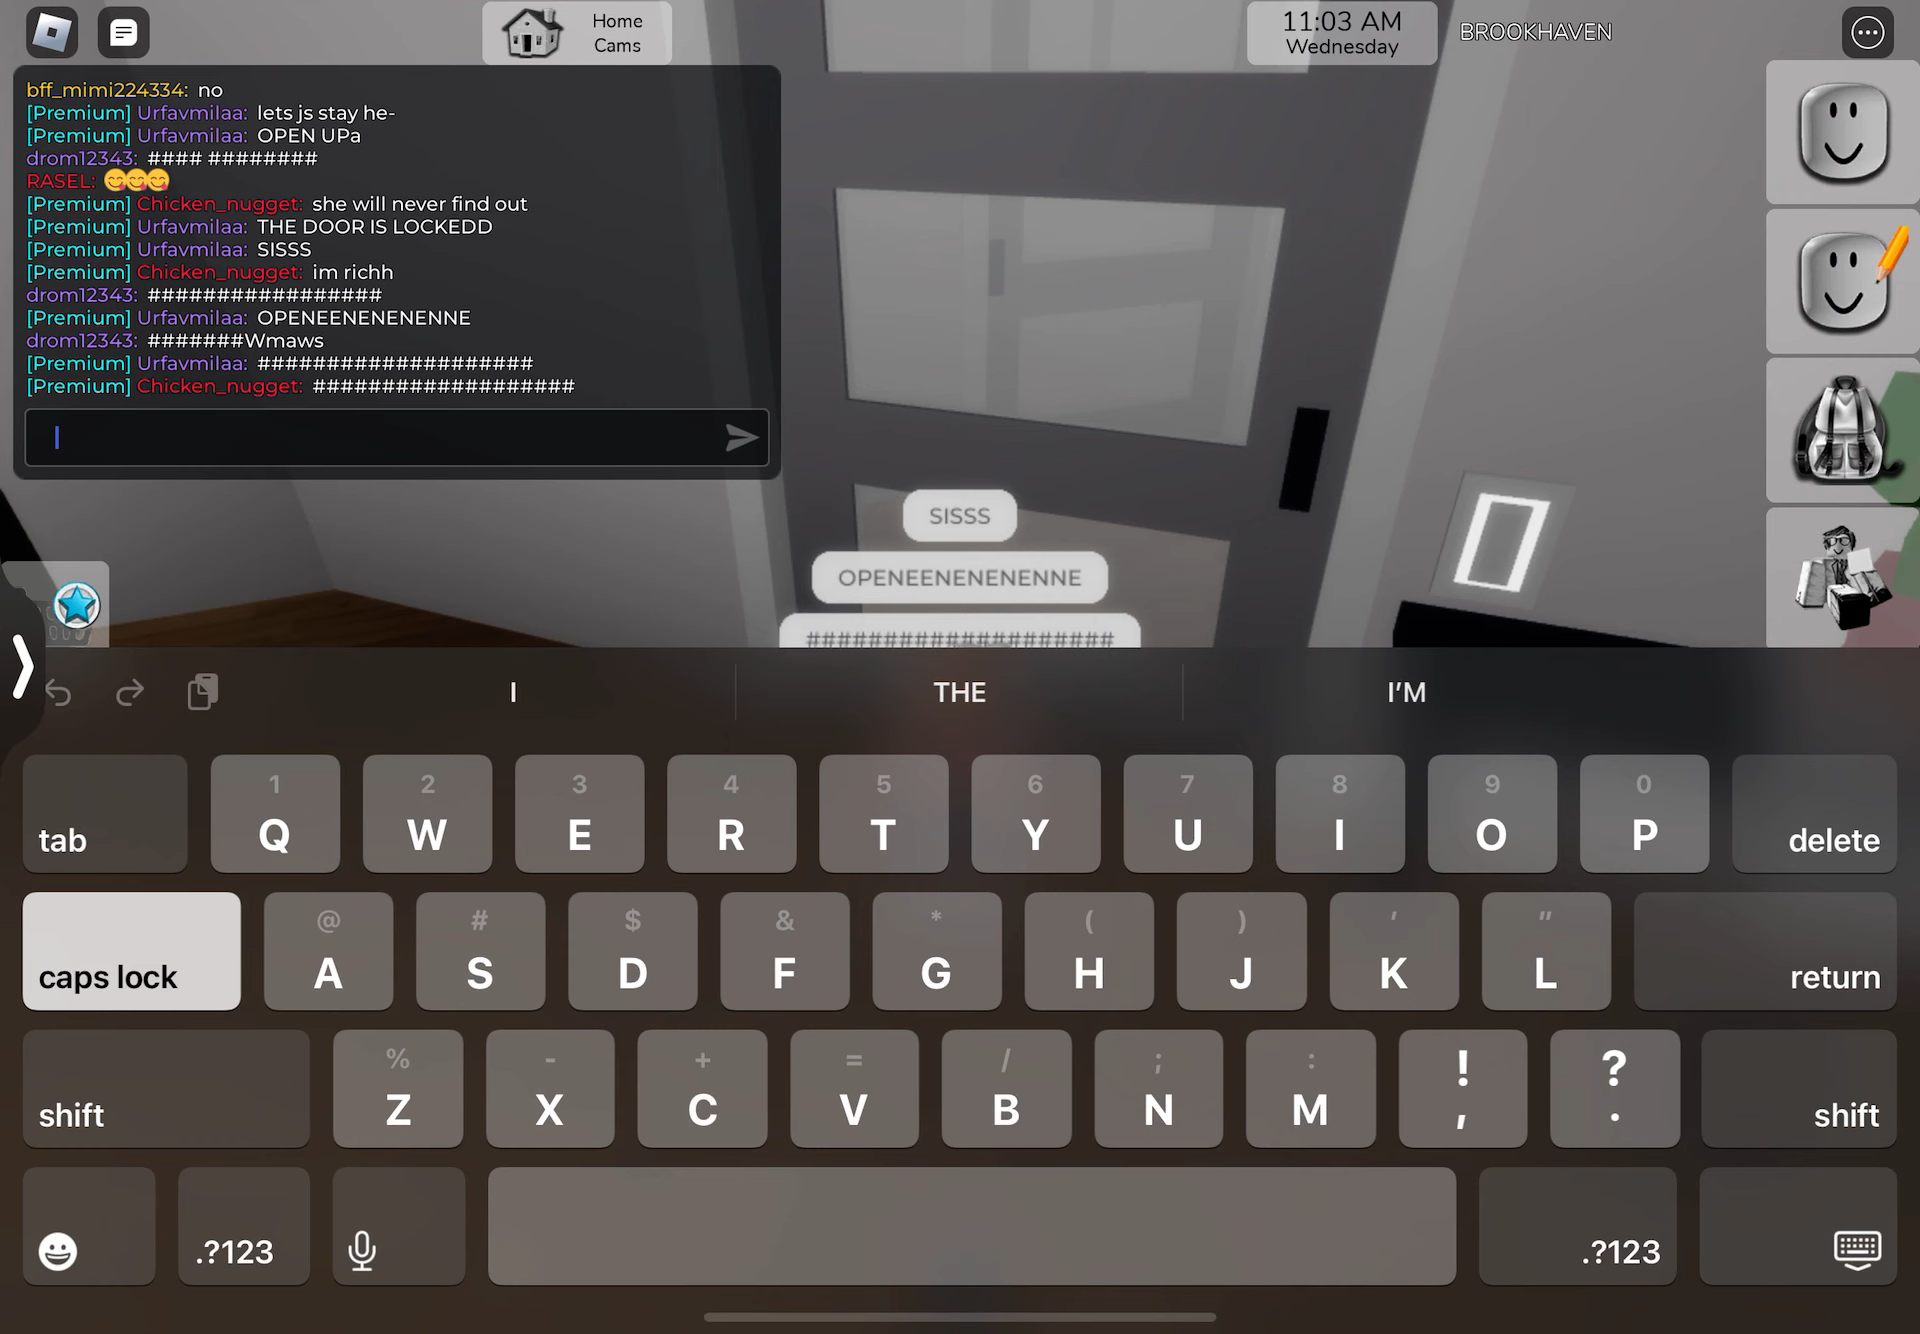 Home
Cams
11:03 AM
Wednesday
BROOKHAVEN
bff_mimi224334: no
[Premium] Urfavmilaa: lets js stay he-
[Premium] Urfavmilaa: OPEN UPa
drom12343: #### ########
RASEL: 😋😋😋
[Premium] Chicken_nugget: she will never find out
[Premium] Urfavmilaa: THE DOOR IS LOCKEDD
[Premium] Urfavmilaa: SISSS
[Premium] Chicken_nugget: im richh
drom12343: #################
[Premium] Urfavmilaa: OPENEENENENENNE
drom12343: #######Wmaws
[Premium] Urfavmilaa: ####################
[Premium] Chicken_nugget: ###################
SISSS
OPENEENENENENNE
####################
I THE I'M
1 2 3 4 5 6 7 8 9 0
tab Q W E R T Y U I O P delete
@ # $ & * ( ) ' "
caps lock A S D F G H J K L return
% - + = / ; : ! ?
shift Z X C V B N M , . shift
.?123 .?123